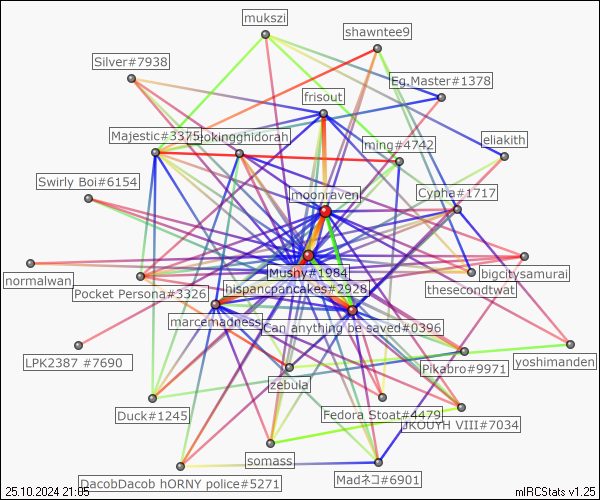 mukszi
shawntee9
Silver#7938
Eg.Master#1378
frisout
Majestic#3375
okingghidorah
ming#4742
eliakith
Swirly Boi#6154
moonraven
Cypha#1717
normalwan
Mushy#1984
bigcitysamurai
Pocket Persona#3326
hispancpancakes#2928
thesecondtwat
marcemadness
Can anything be saved#0396
LPK2387 #7690
zebula
Pikabro#9971
yoshimanden
Duck#1245
Fedora Stoat#4479
JKOUYH VIII#7034
somass
DacobDacob hORNY police#5271
Madネコ#6901
25.10.2024 21:05
mIRCStats v1.25